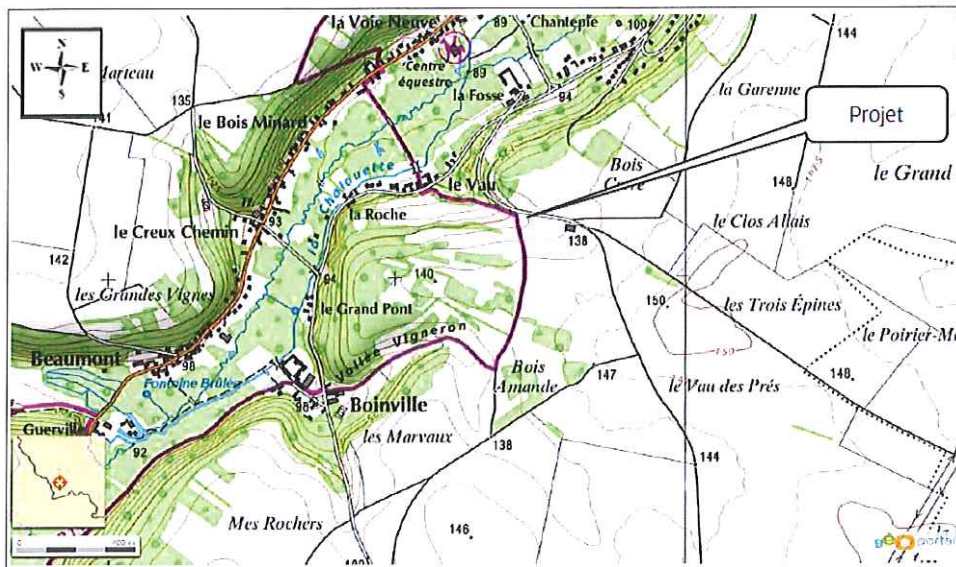 la Voie Neuve
89
Chantepie
100
144
N
W E
S
Centre
équestre
89
la Fosse
94
la Garenne
Projet
135
141
le Bois Minard
Bois
148
le Grand
Chalouette
le Vau
la Roche
le Clos Allais
93
138
le Creux Chemin
94
142
140
150
les Grandes Vignes
le Grand Pont
les Trois Épines
Vallée Vigneron
le Poirier-M
Beaumont
98
Bois
Amande
147
148
Fontaine Brûlée
le Vau des Prés
Boinville
Guerville
les Marvaux
92
138
144
Mes Rochers
146